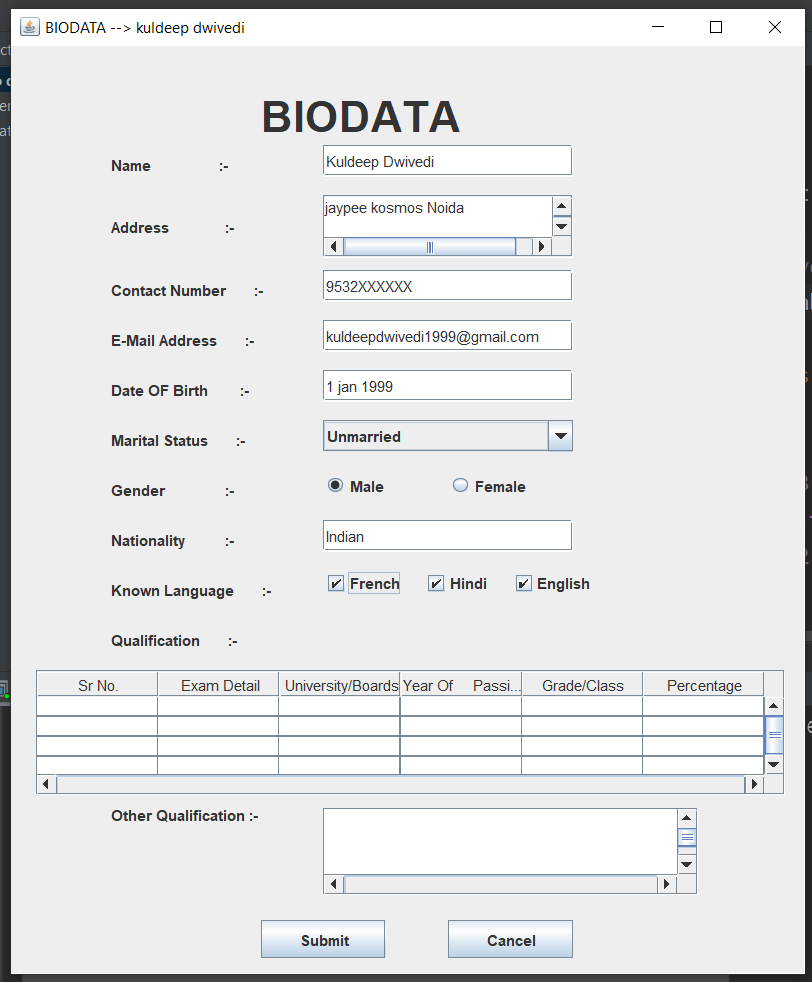 BIODATA --> kuldeep dwivedi
BIODATA
Name :- Kuldeep Dwivedi
Address :- jaypee kosmos Noida
Contact Number :- 9532XXXXXX
E-Mail Address :- kuldeepdwivedi1999@gmail.com
Date OF Birth :- 1 jan 1999
Marital Status :- Unmarried
Gender :- Male Female
Nationality :- Indian
Known Language :- French Hindi English
Qualification :-
Sr No. Exam Detail University/Boards Year Of Passi... Grade/Class Percentage
Other Qualification :-
Submit Cancel